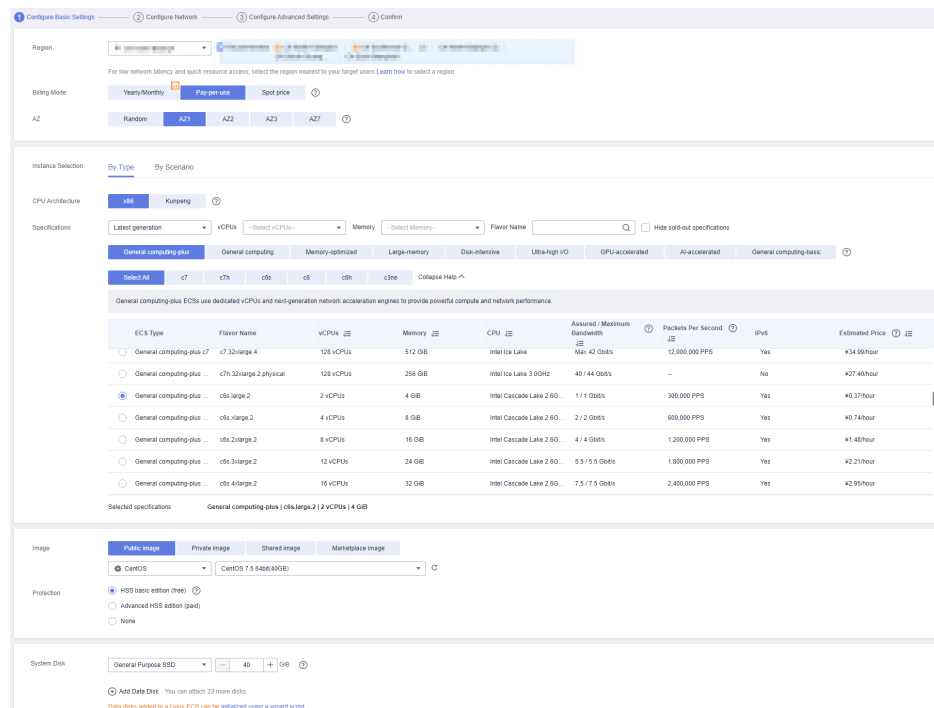 1 Configure Basic Settings 2 Configure Network 3 Configure Advanced Settings 4 Confirm
Region
For low network latency and quick resource access, select the region nearest to your target users.Learn how to select a region.
Billing Mode Yearly/Monthly Pay-per-use Spot price
AZ Random AZ1 AZ2 AZ3 AZ7
Instance Selection By Type By Scenario
CPU Architecture x86 Kunpeng
Specifications Latest generation vCPUs --Select vCPUs-- Memory --Select Memory-- Flavor Name Hide sold-out specifications
General computing-plus General computing Memory-optimized Large-memory Disk-intensive Ultra-high I/O GPU-accelerated AI-accelerated General computing-basic
Select All c7 c7h c6s c6 c6h c3ne Collapse Help
General computing-plus ECSs use dedicated vCPUs and next-generation network acceleration engines to provide powerful compute and network performance.
ECS Type Flavor Name vCPUs Memory CPU Assured / Maximum Bandwidth Packets Per Second IPv6 Estimated Price
General computing-plus c7 c7.32xlarge.4 128 vCPUs 512 GiB Intel Ice Lake Max 42 Gbit/s 12,000,000 PPS Yes ¥34.99/hour
General computing-plus ... c7h.32xlarge.2.physical 128 vCPUs 256 GiB Intel Ice Lake 3.0GHz 40 / 44 Gbit/s -- No ¥27.40/hour
General computing-plus ... c6s.large.2 2 vCPUs 4 GiB Intel Cascade Lake 2.6G... 1 / 1 Gbit/s 300,000 PPS Yes ¥0.37/hour
General computing-plus ... c6s.xlarge.2 4 vCPUs 8 GiB Intel Cascade Lake 2.6G... 2 / 2 Gbit/s 600,000 PPS Yes ¥0.74/hour
General computing-plus ... c6s.2xlarge.2 8 vCPUs 16 GiB Intel Cascade Lake 2.6G... 4 / 4 Gbit/s 1,200,000 PPS Yes ¥1.48/hour
General computing-plus ... c6s.3xlarge.2 12 vCPUs 24 GiB Intel Cascade Lake 2.6G... 5.5 / 5.5 Gbit/s 1,800,000 PPS Yes ¥2.21/hour
General computing-plus ... c6s.4xlarge.2 16 vCPUs 32 GiB Intel Cascade Lake 2.6G... 7.5 / 7.5 Gbit/s 2,400,000 PPS Yes ¥2.95/hour
Selected specifications General computing-plus | c6s.large.2 | 2 vCPUs | 4 GiB
Image Public image Private image Shared image Marketplace image
CentOS CentOS 7.5 64bit(40GB)
Protection HSS basic edition (free)
Advanced HSS edition (paid)
None
System Disk General Purpose SSD 40 GiB
Add Data Disk You can attach 23 more disks.
Data disks added to a Linux ECS can be initialized using a wizard script